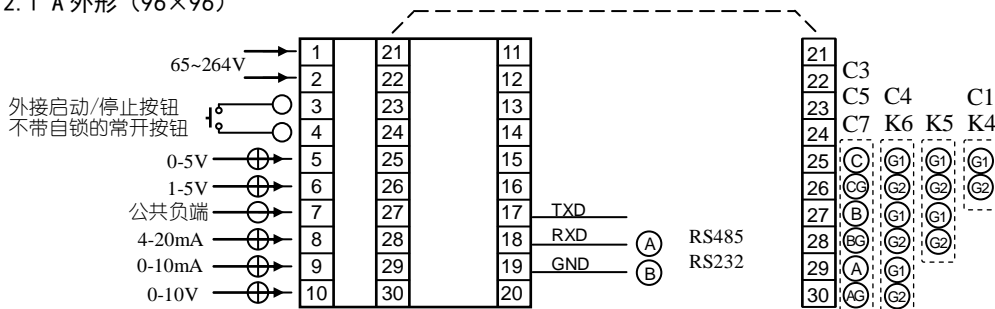 2.1 A外形（96×96）
65~264V
外接启动/停止按钮
不带自锁的常开按钮
0-5V
1-5V
公共负端
4-20mA
0-10mA
0-10V
1 21 11
2 22 12
3 23 13
4 24 14
5 25 15
6 26 16
7 27 17 TXD
8 28 18 RXD A RS485
9 29 19 GND B RS232
10 30 20
21
22 C3
23 C5 C4 C1
24 C7 K6 K5 K4
25 C G1 G1 G1
26 CG G2 G2 G2
27 B G1 G1
28 BG G2 G2
29 A G1
30 AG G2